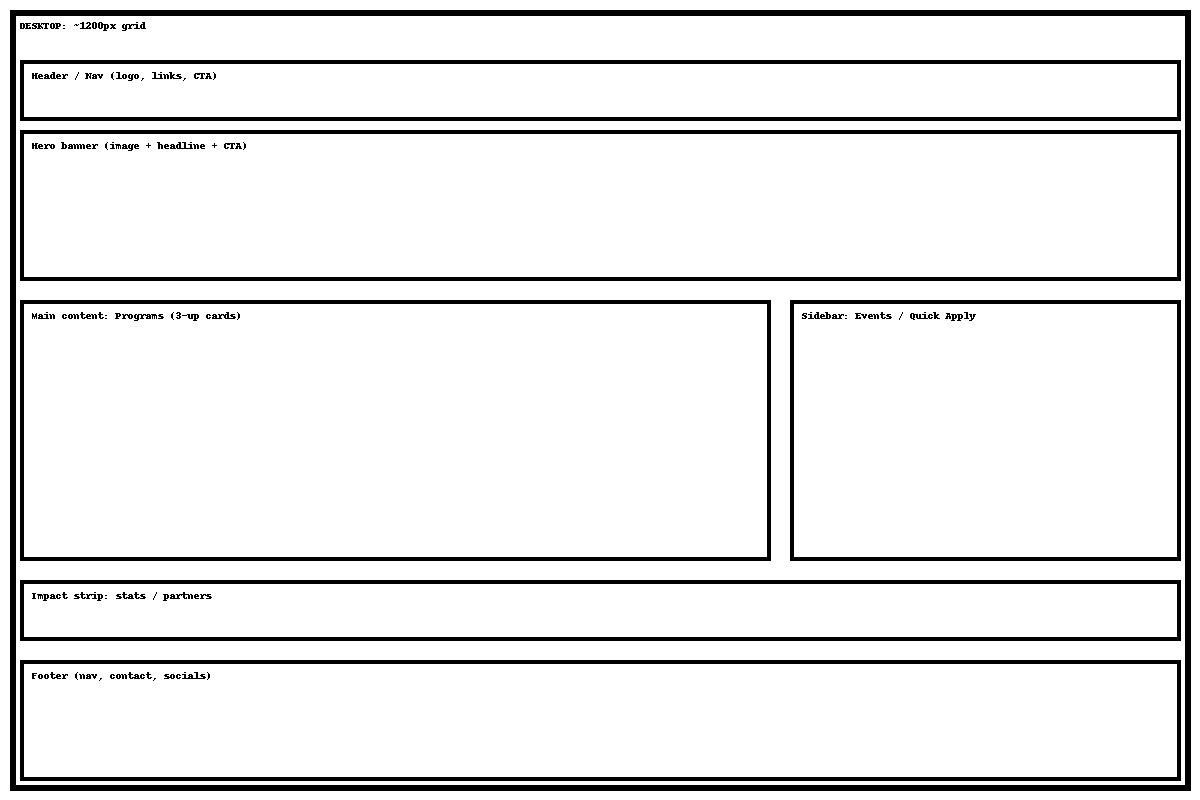 DESKTOP: ~1200px grid
Header / Nav (logo, links, CTA)
Hero banner (image + headline + CTA)
Main content: Programs (3-up cards)
Sidebar: Events / Quick Apply
Impact strip: stats / partners
Footer (nav, contact, socials)